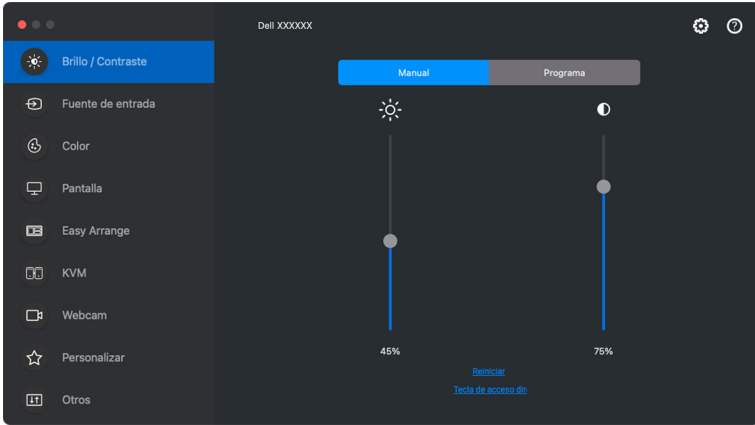 Dell XXXXXX
Brillo / Contraste
Fuente de entrada
Color
Pantalla
Easy Arrange
KVM
Webcam
Personalizar
Otros
Manual
Programa
45%
75%
Reiniciar
Tecla de acceso dir